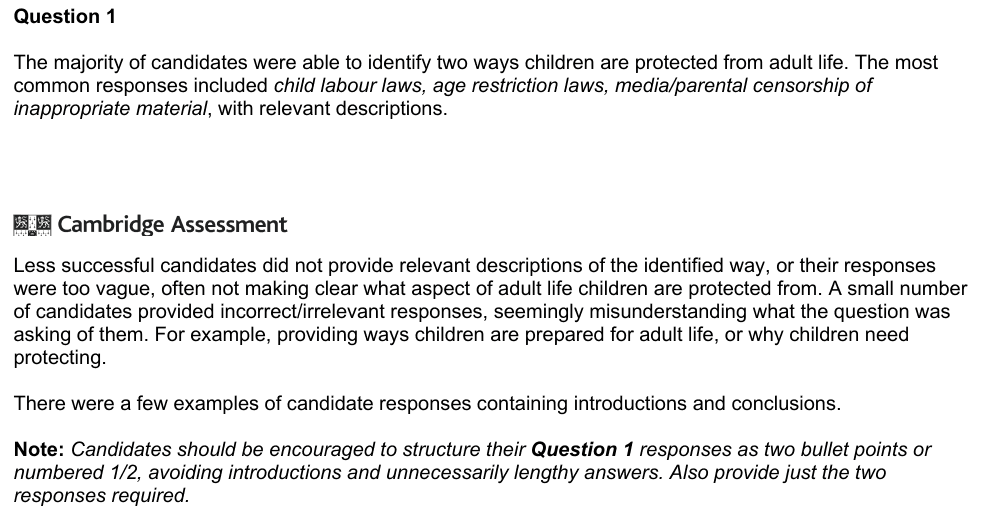 Question 1
The majority of candidates were able to identify two ways children are protected from adult life. The most
common responses included child labour laws, age restriction laws, media/parental censorship of
inappropriate material, with relevant descriptions.
Cambridge Assessment
Less successful candidates did not provide relevant descriptions of the identified way, or their responses
were too vague, often not making clear what aspect of adult life children are protected from. A small number
of candidates provided incorrect/irrelevant responses, seemingly misunderstanding what the question was
asking of them. For example, providing ways children are prepared for adult life, or why children need
protecting.
There were a few examples of candidate responses containing introductions and conclusions.
Note: Candidates should be encouraged to structure their Question 1 responses as two bullet points or
numbered 1/2, avoiding introductions and unnecessarily lengthy answers. Also provide just the two
responses required.